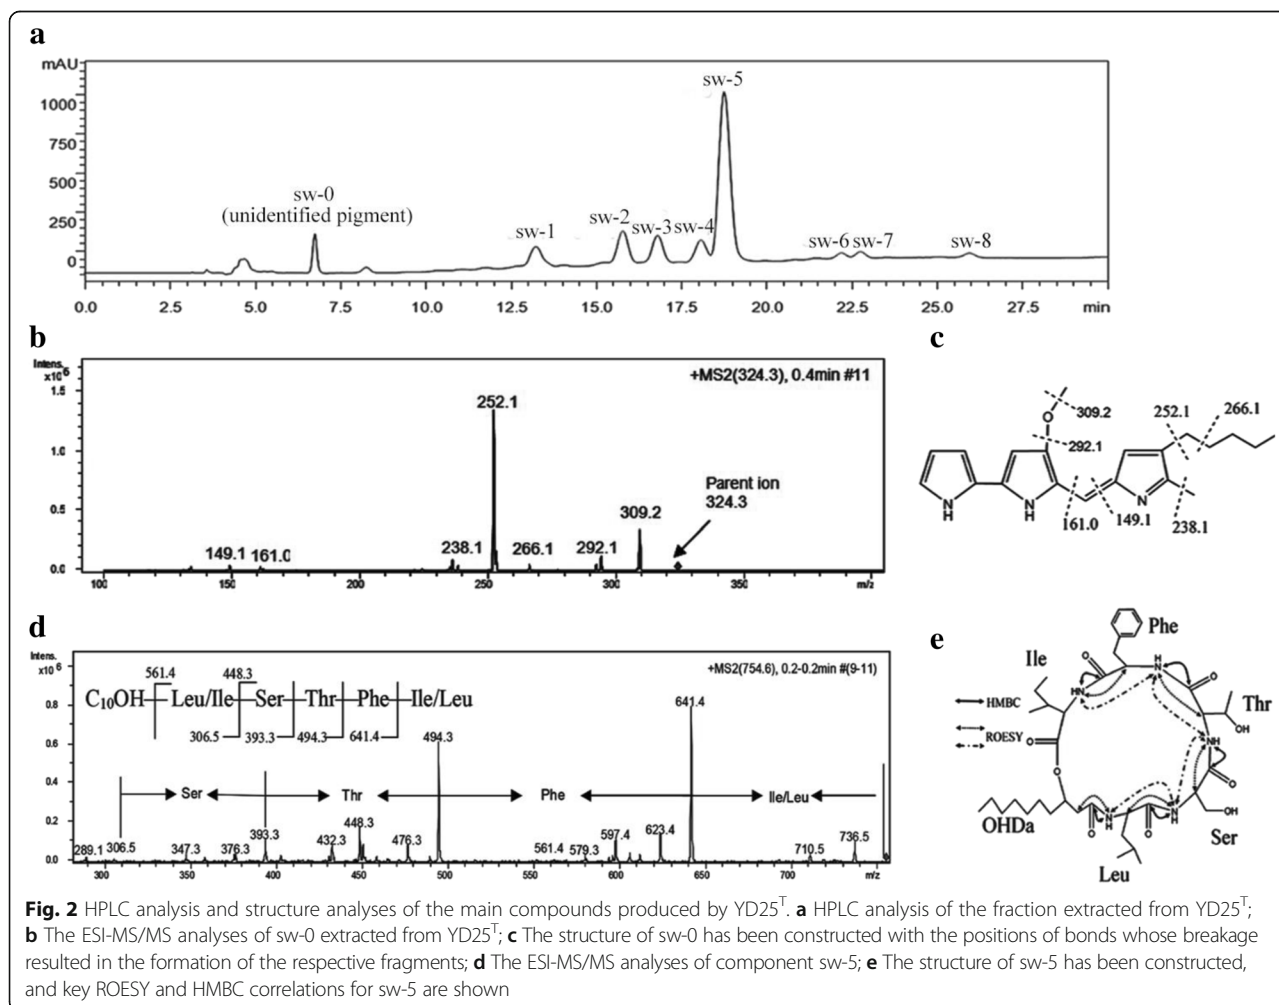 a
mAU
1000
750
500
250
0
sw-0
(unidentified pigment)
sw-1
sw-2
sw-3
sw-4
sw-5
sw-6
sw-7
sw-8
0.0 2.5 5.0 7.5 10.0 12.5 15.0 17.5 20.0 22.5 25.0 27.5 min
b
Intens.
x10⁶
1.5
1.0
0.5
0.0
+MS2(324.3), 0.4min #11
252.1
Parent ion
324.3
309.2
292.1
266.1
238.1
149.1 161.0
100 150 200 250 300 350 m/z
c
309.2
O
292.1
252.1
266.1
N
H
N
H
N
161.0
149.1
238.1
d
Intens.
x10⁶
0.8
0.6
0.4
0.2
0.0
+MS2(754.6), 0.2-0.2min #(9-11)
561.4 448.3
C₁₀OH Leu/Ile Ser Thr Phe Ile/Leu
306.5 393.3 494.3 641.4
494.3
641.4
Ser Thr Phe Ile/Leu
289.1 306.5 347.3 376.3 393.3 432.3 448.3 476.3 561.4 579.3 597.4 623.4 710.5 736.5
300 400 450 500 550 600 650 700 m/z
e
Phe
Ile
Thr
HMBC
ROESY
OHDa
Leu
Ser
O
H
N
O
HN
OH
O
NH
O
O
OH
O
N
H
O
N
H
Fig. 2 HPLC analysis and structure analyses of the main compounds produced by YD25ᵀ. a HPLC analysis of the fraction extracted from YD25ᵀ;
b The ESI-MS/MS analyses of sw-0 extracted from YD25ᵀ; c The structure of sw-0 has been constructed with the positions of bonds whose breakage
resulted in the formation of the respective fragments; d The ESI-MS/MS analyses of component sw-5; e The structure of sw-5 has been constructed,
and key ROESY and HMBC correlations for sw-5 are shown